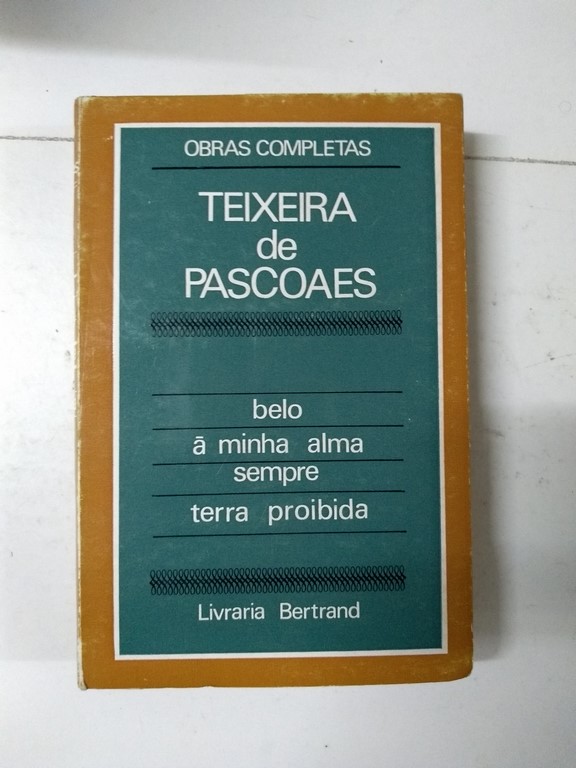 OBRAS COMPLETAS
TEIXEIRA
de
PASCOAES
belo
ā minha alma
sempre
terra proibida
Livraria Bertrand